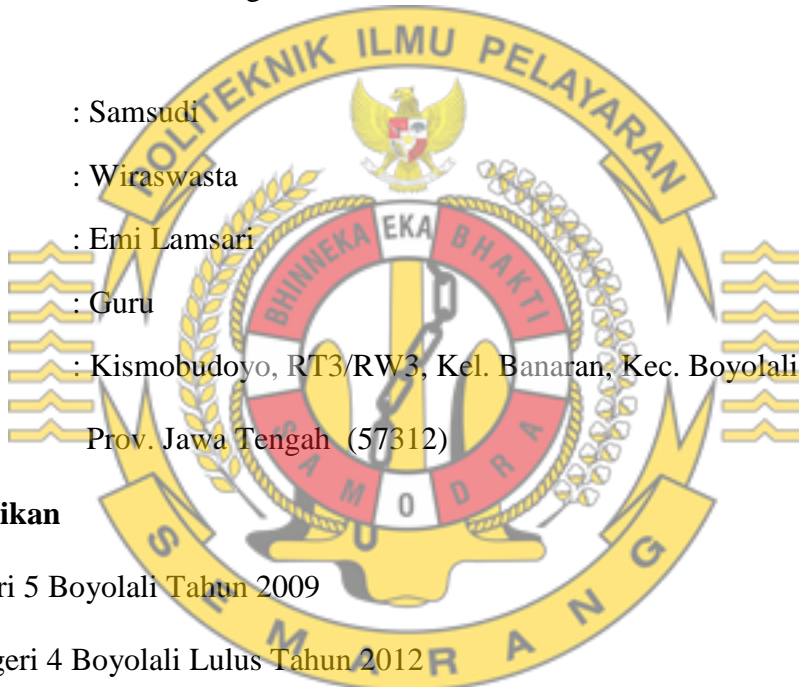 POLITEKNIK ILMU PELAYARAN
: Samsudi
: Wiraswasta
: Emi Lamsari
: Guru
: Kismobudoyo, RT3/RW3, Kel. Banaran, Kec. Boyolali
Prov. Jawa Tengah (57312)
BHINNEKA EKA BHAKTI
SAMODRA
ikan
ri 5 Boyolali Tahun 2009
geri 4 Boyolali Lulus Tahun 2012
SEMARANG